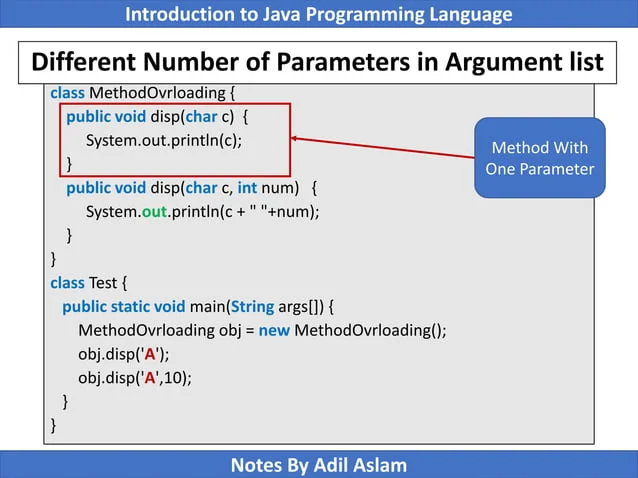 Introduction to Java Programming Language
Different Number of Parameters in Argument list
class MethodOvrloading {
public void disp(char c)  {
System.out.println(c);
}
public void disp(char c, int num)   {
System.out.println(c + " "+num);
}
}
class Test {
public static void main(String args[]) {
MethodOvrloading obj = new MethodOvrloading();
obj.disp('A');
obj.disp('A',10);
}
}
Method With
One Parameter
Notes By Adil Aslam